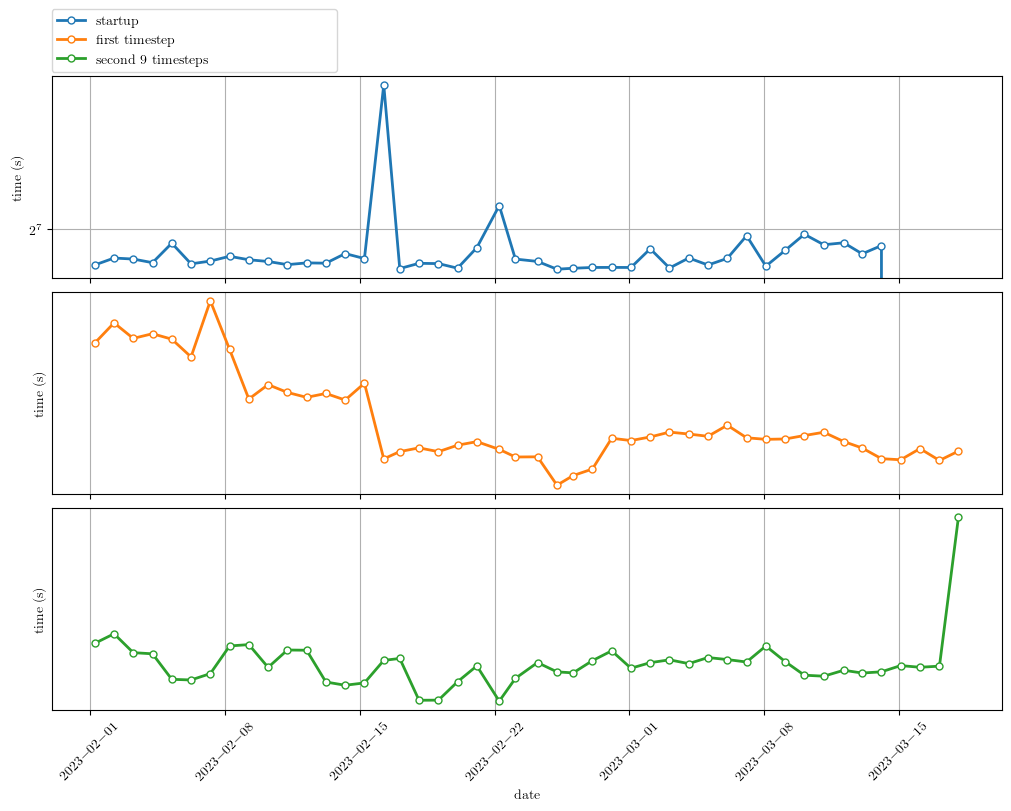 startup
first timestep
second 9 timesteps
time (s)
2^7
time (s)
time (s)
2023−02−01
2023−02−08
2023−02−15
2023−02−22
2023−03−01
2023−03−08
2023−03−15
date